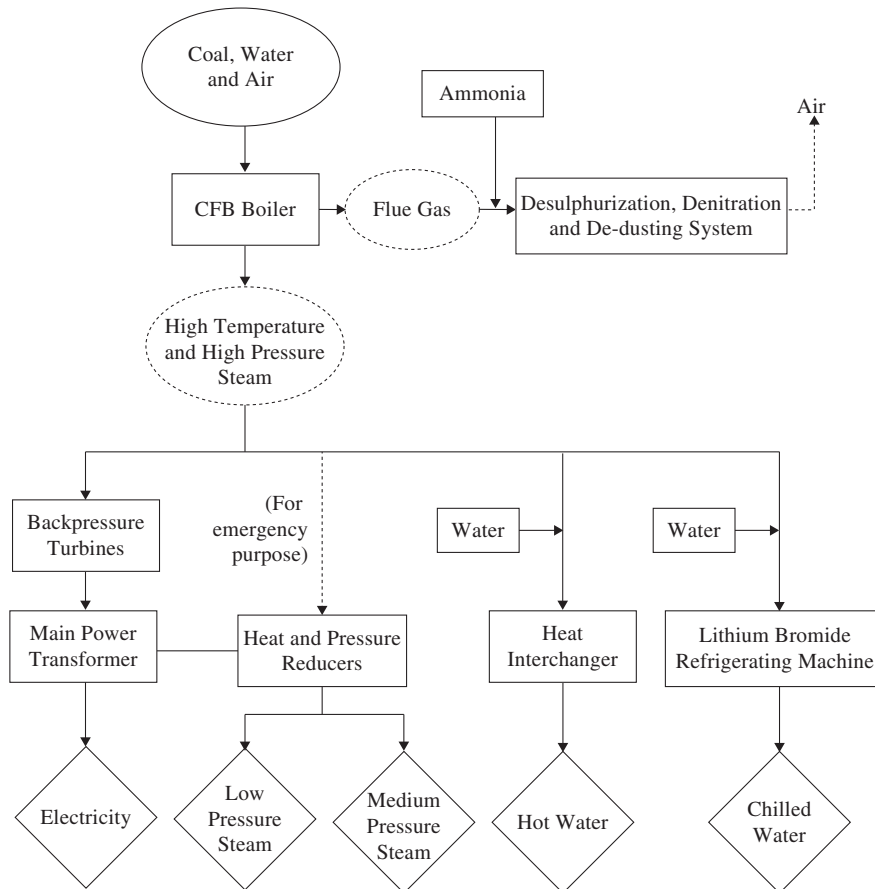 Coal, Water
and Air
Ammonia
Air
CFB Boiler
Flue Gas
Desulphurization, Denitration
and De-dusting System
High Temperature
and High Pressure
Steam
Backpressure
Turbines
(For
emergency
purpose)
Water
Water
Main Power
Transformer
Heat and Pressure
Reducers
Heat
Interchanger
Lithium Bromide
Refrigerating Machine
Electricity
Low
Pressure
Steam
Medium
Pressure
Steam
Hot Water
Chilled
Water